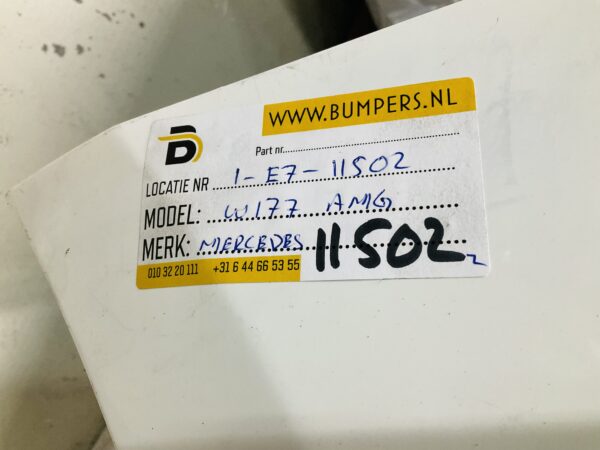 WWW.BUMPERS.NL
B
Part nr.
LOCATIE NR 1-E7-11502
MODEL: W177 AMG
MERK: MERCEDES 11502
010 32 20 111 +31 6 44 66 53 55